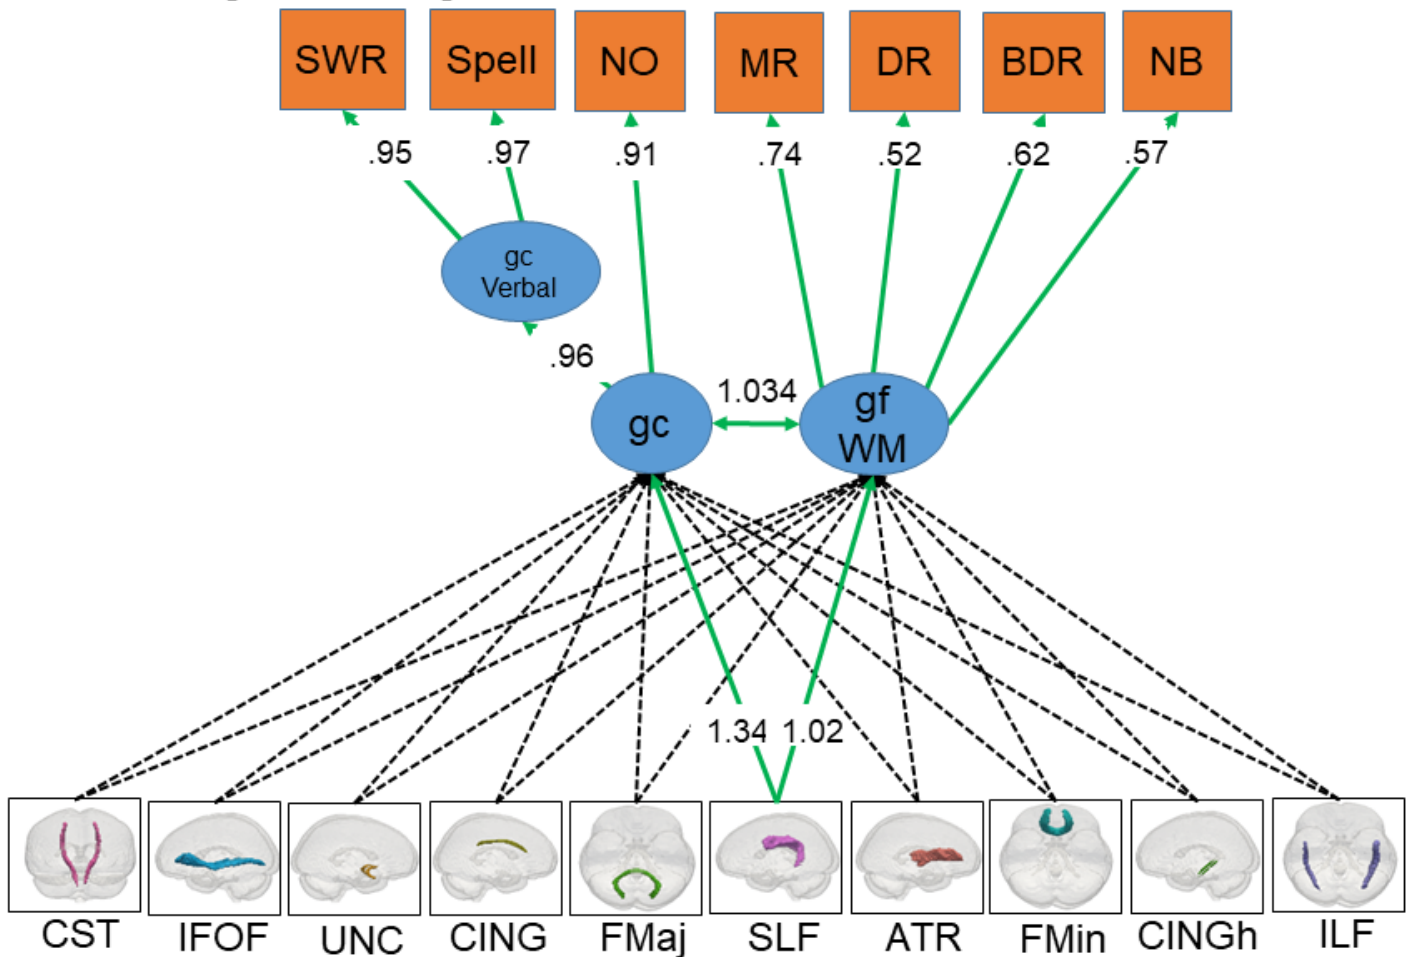 SWR Spell NO MR DR BDR NB
.95 .97 .91 .74 .52 .62 .57
gc
Verbal
.96
1.034
gc
gf
WM
1.34 1.02
CST IFOF UNC CING FMaj SLF ATR FMin CINGh ILF